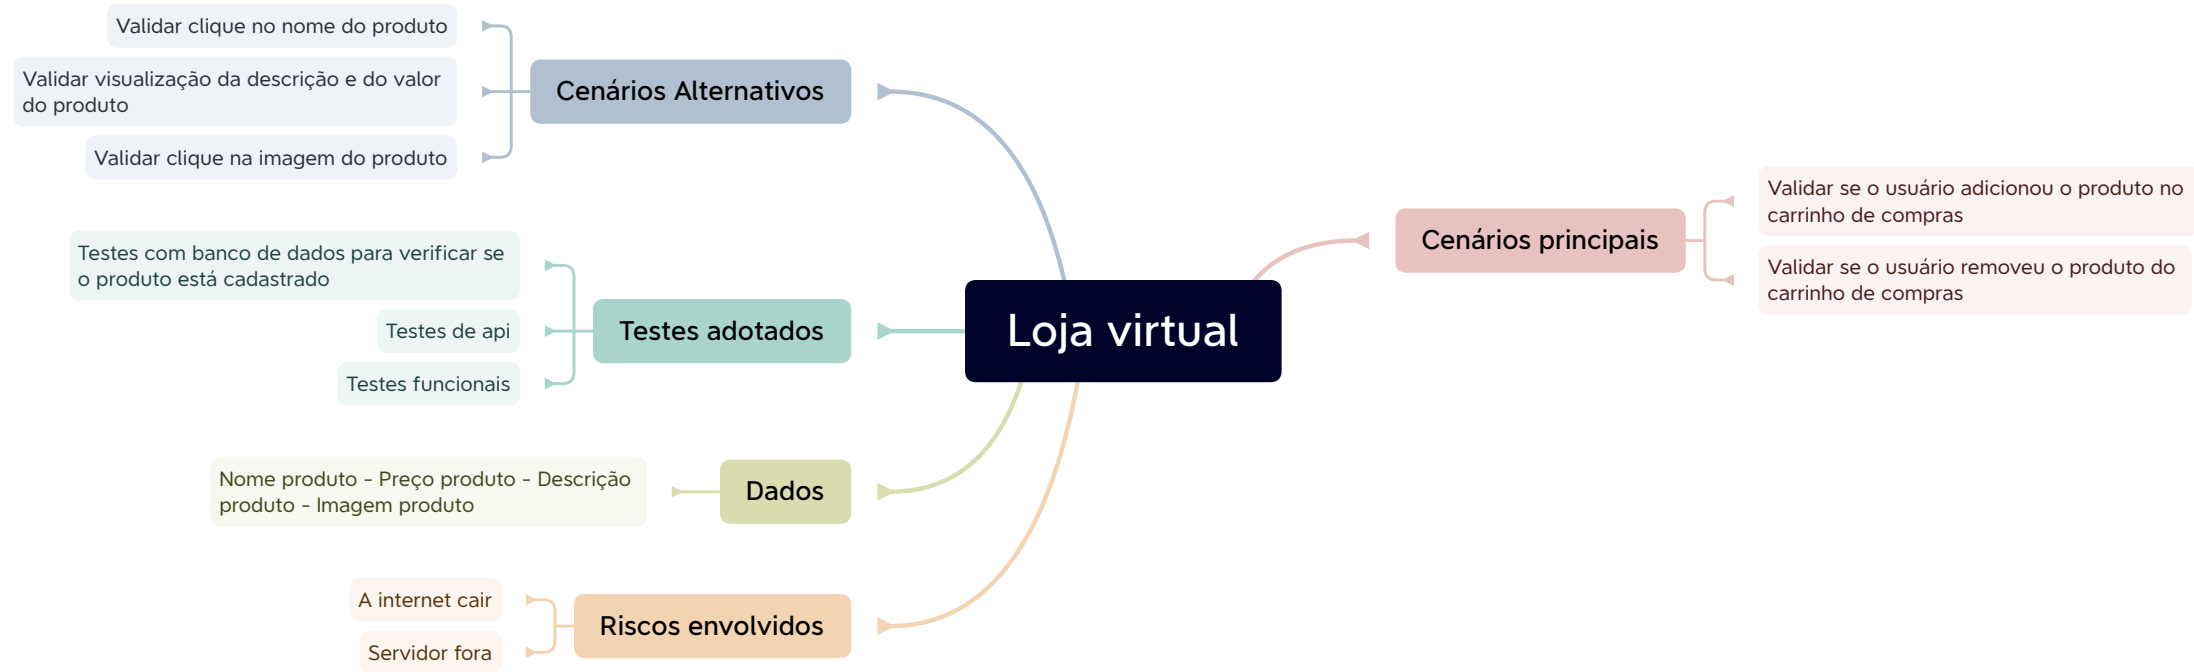 Validar clique no nome do produto
Validar visualização da descrição e do valor
do produto
Validar clique na imagem do produto
Cenários Alternativos
Testes com banco de dados para verificar se
o produto está cadastrado
Testes de api
Testes funcionais
Testes adotados
Nome produto - Preço produto - Descrição
produto - Imagem produto
Dados
A internet cair
Servidor fora
Riscos envolvidos
Loja virtual
Cenários principais
Validar se o usuário adicionou o produto no
carrinho de compras
Validar se o usuário removeu o produto do
carrinho de compras